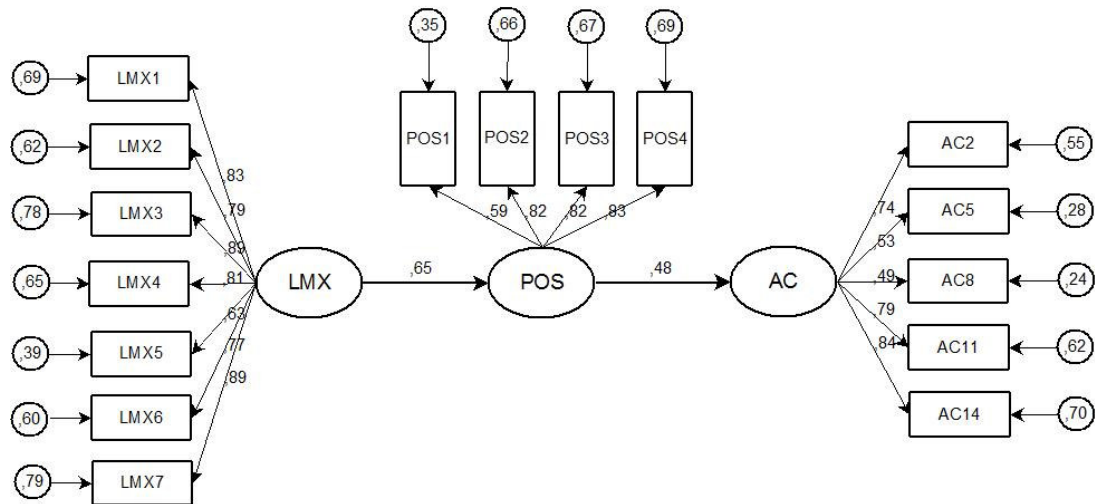 ,35
,66
,67
,69
POS1
POS2
POS3
POS4
,59
,82
,82
,83
,69
LMX1
,62
LMX2
,78
LMX3
,65
LMX4
,39
LMX5
,60
LMX6
,79
LMX7
,83
,79
,89
,81
,63
,77
,89
LMX
,65
POS
,48
AC
,74
,53
,49
,79
,84
AC2
,55
AC5
,28
AC8
,24
AC11
,62
AC14
,70